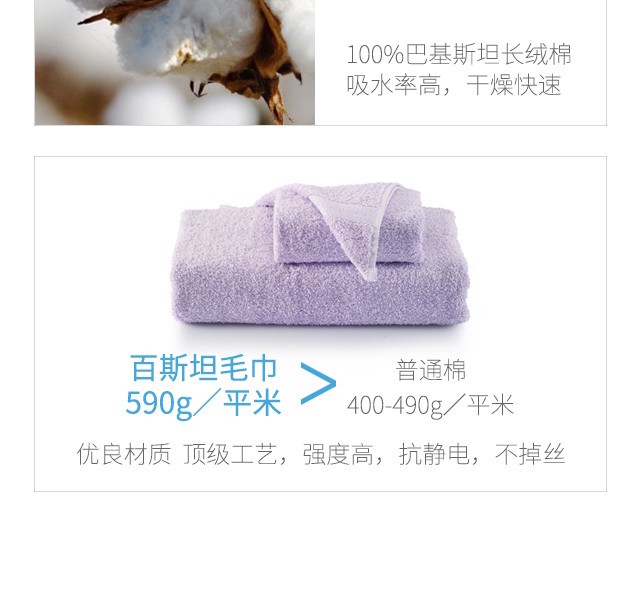 100%巴基斯坦长绒棉
吸水率高，干燥快速
百斯坦毛巾
590g／平米
>
普通棉
400-490g／平米
优良材质 顶级工艺，强度高，抗静电，不掉丝